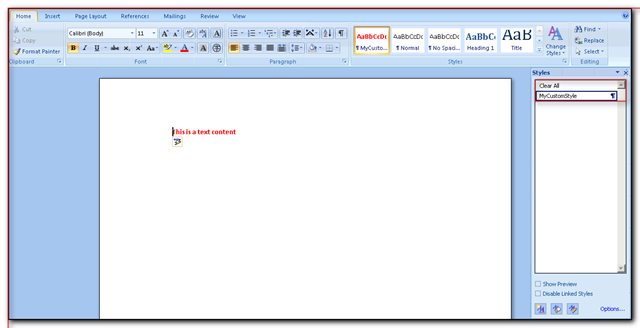 Home Insert Page Layout References Mailings Review View
Cut
Copy
Format Painter
Clipboard
Calibri (Body) 11
B I U abc x₂ x² Aa A A
Font
Paragraph
AaBbCcDc AaBbCcDc AaBbCcDc AaBbCc AaB
¶ MyCusto... ¶ Normal ¶ No Spaci... Heading 1 Title
Change Styles
Styles
Find
Replace
Select
Editing
This is a text content
Styles
Clear All
MyCustomStyle ¶
Show Preview
Disable Linked Styles
Options...